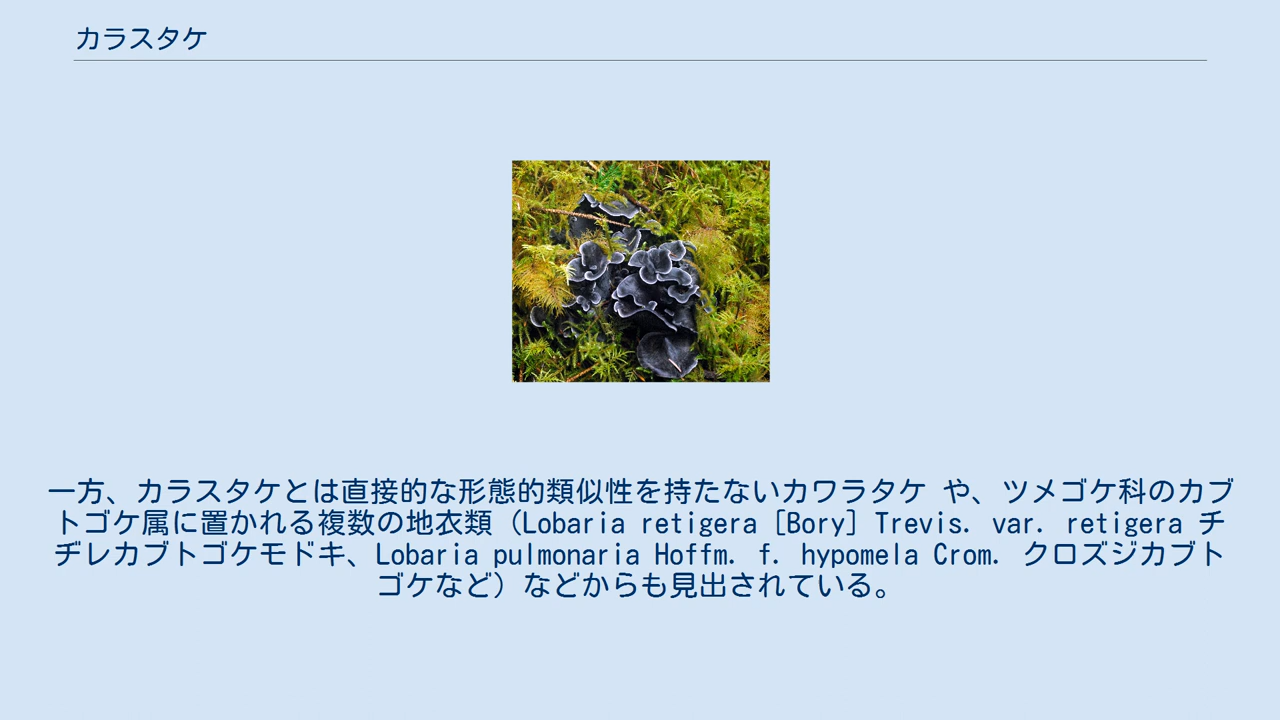 カラスタケ
一方、カラスタケとは直接的な形態的類似性を持たないカワラタケ や、ツメゴケ科のカブ
トゴケ属に置かれる複数の地衣類（Lobaria retigera [Bory] Trevis. var. retigera チ
ヂレカブトゴケモドキ、Lobaria pulmonaria Hoffm. f. hypomela Crom. クロズジカブト
ゴケなど）などからも見出されている。